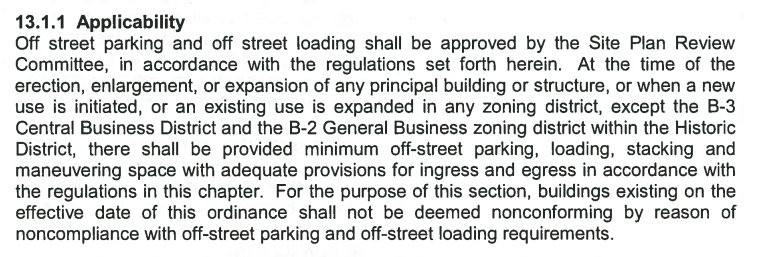 13.1.1 Applicability
Off street parking and off street loading shall be approved by the Site Plan Review
Committee, in accordance with the regulations set forth herein. At the time of the
erection, enlargement, or expansion of any principal building or structure, or when a new
use is initiated, or an existing use is expanded in any zoning district, except the B-3
Central Business District and the B-2 General Business zoning district within the Historic
District, there shall be provided minimum off-street parking, loading, stacking and
maneuvering space with adequate provisions for ingress and egress in accordance with
the regulations in this chapter. For the purpose of this section, buildings existing on the
effective date of this ordinance shall not be deemed nonconforming by reason of
noncompliance with off-street parking and off-street loading requirements.